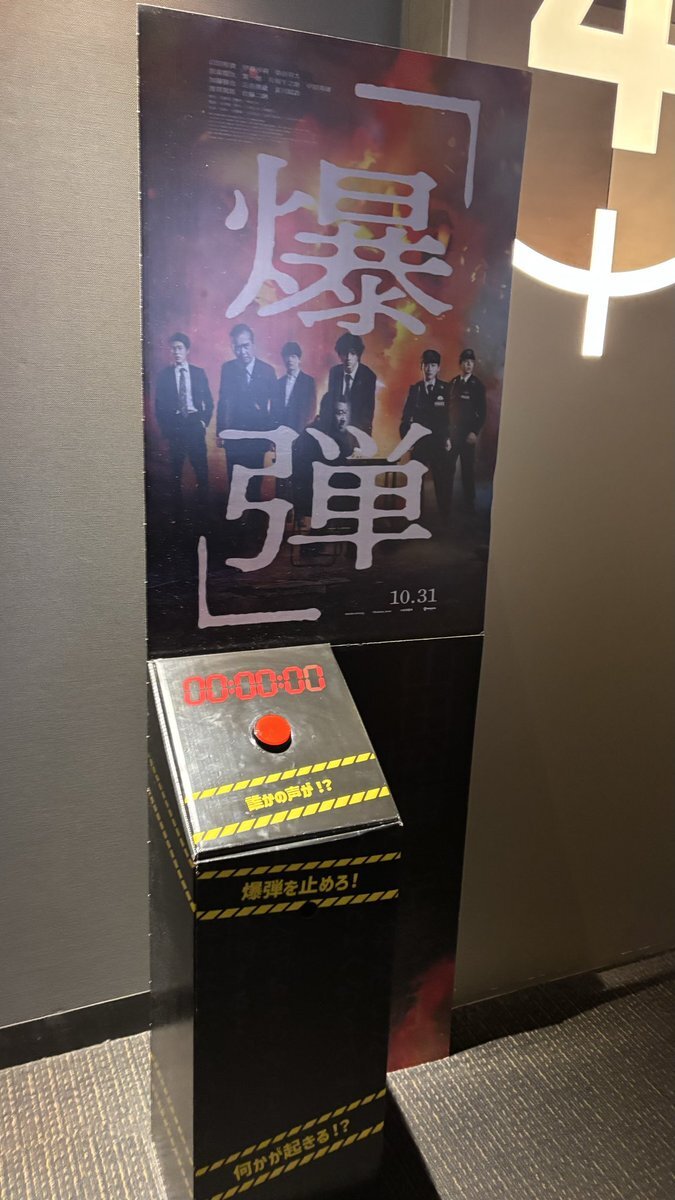 4
「爆
弾」
10.31
00:00:00
誰かの声が!?
爆弾を止めろ!
何かが起きる!?